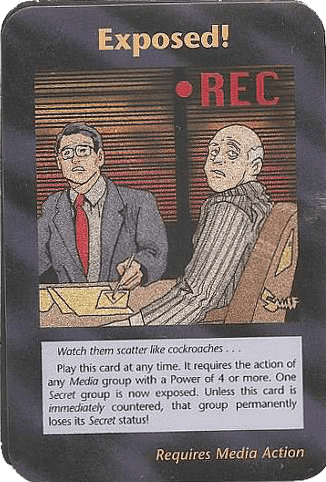 Exposed!
REC
Watch them scatter like cockroaches . . .
Play this card at any time. It requires the action of
any Media group with a Power of 4 or more. One
Secret group is now exposed. Unless this card is
immediately countered, that group permanently
loses its Secret status!
Requires Media Action